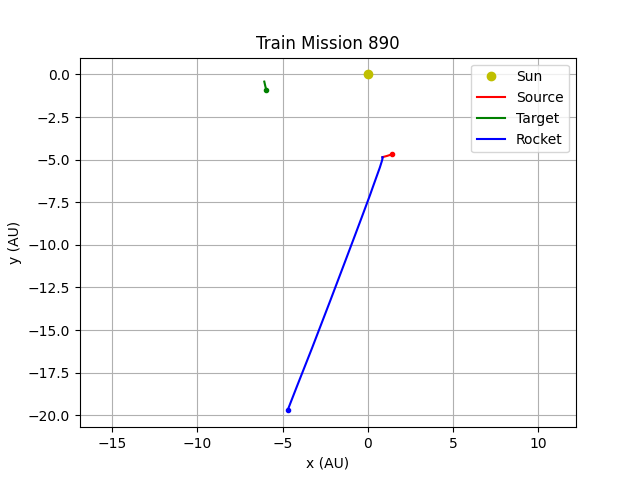 Train Mission 890
Sun
Source
Target
Rocket
0.0
−2.5
−5.0
−7.5
−10.0
−12.5
−15.0
−17.5
−20.0
y (AU)
−15
−10
−5
0
5
10
x (AU)